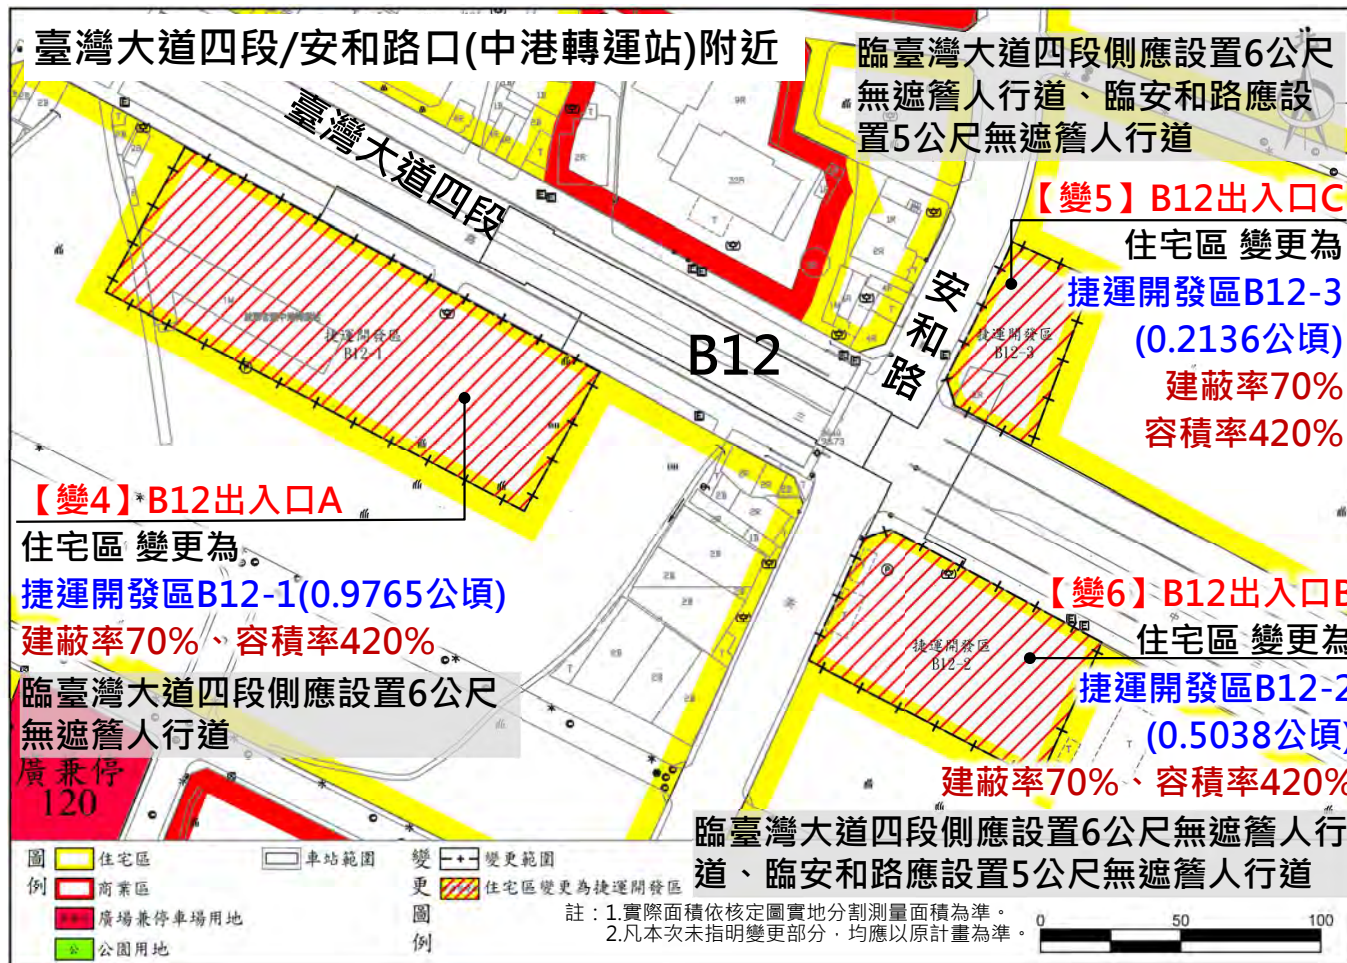 臺灣大道四段/安和路口(中港轉運站)附近
臨臺灣大道四段側應設置6公尺
無遮簷人行道、臨安和路應設
置5公尺無遮簷人行道
北
臺灣大道四段
安和路
B12
【變5】B12出入口C
住宅區 變更為
捷運開發區B12-3
(0.2136公頃)
建蔽率70%
容積率420%
捷運開發區
B12-3
捷運開發區
B12-1
【變4】B12出入口A
住宅區 變更為
捷運開發區B12-1(0.9765公頃)
建蔽率70%、容積率420%
臨臺灣大道四段側應設置6公尺
無遮簷人行道
廣兼停
120
捷運開發區
B12-2
【變6】B12出入口B
住宅區 變更為
捷運開發區B12-2
(0.5038公頃)
建蔽率70%、容積率420%
臨臺灣大道四段側應設置6公尺無遮簷人行
道、臨安和路應設置5公尺無遮簷人行道
圖例
住宅區
商業區
廣場兼停車場用地
公 公園用地
車站範圍
變更圖例
變更範圍
住宅區變更為捷運開發區
註：1.實際面積依核定圖實地分割測量面積為準。
2.凡本次未指明變更部分，均應以原計畫為準。
0 50 100